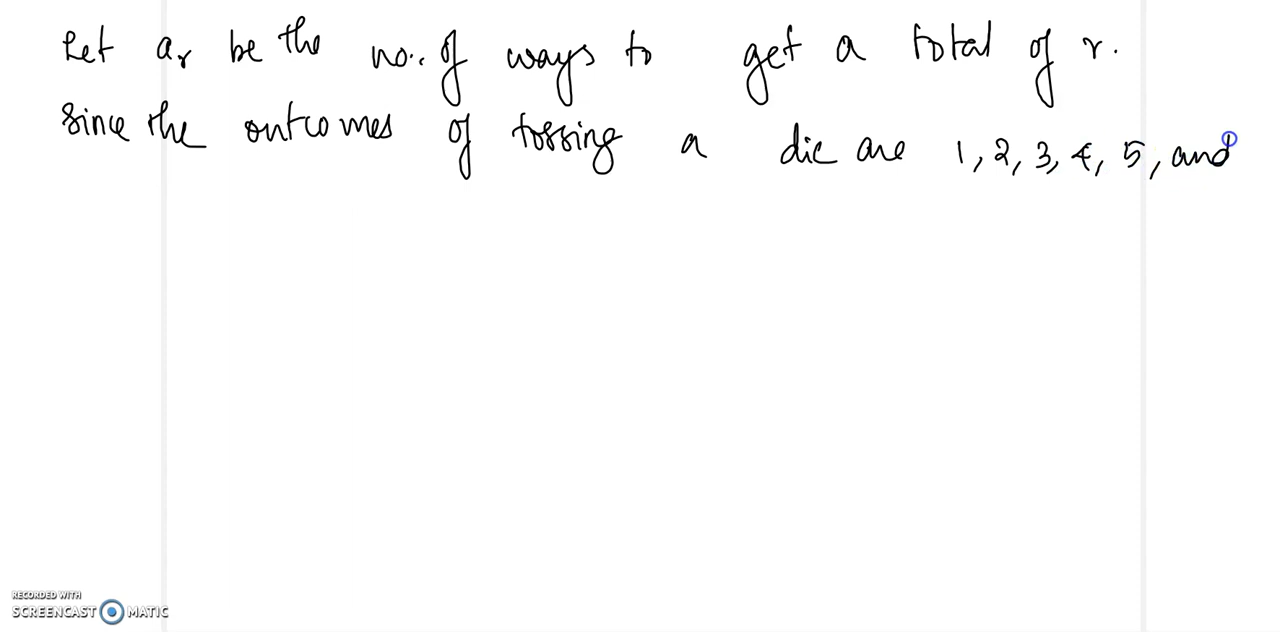 Let aᵣ be the no. of ways to get a total of r.
Since the outcomes of tossing a die are 1, 2, 3, 4, 5, and
RECORDED WITH
SCREENCAST MATIC